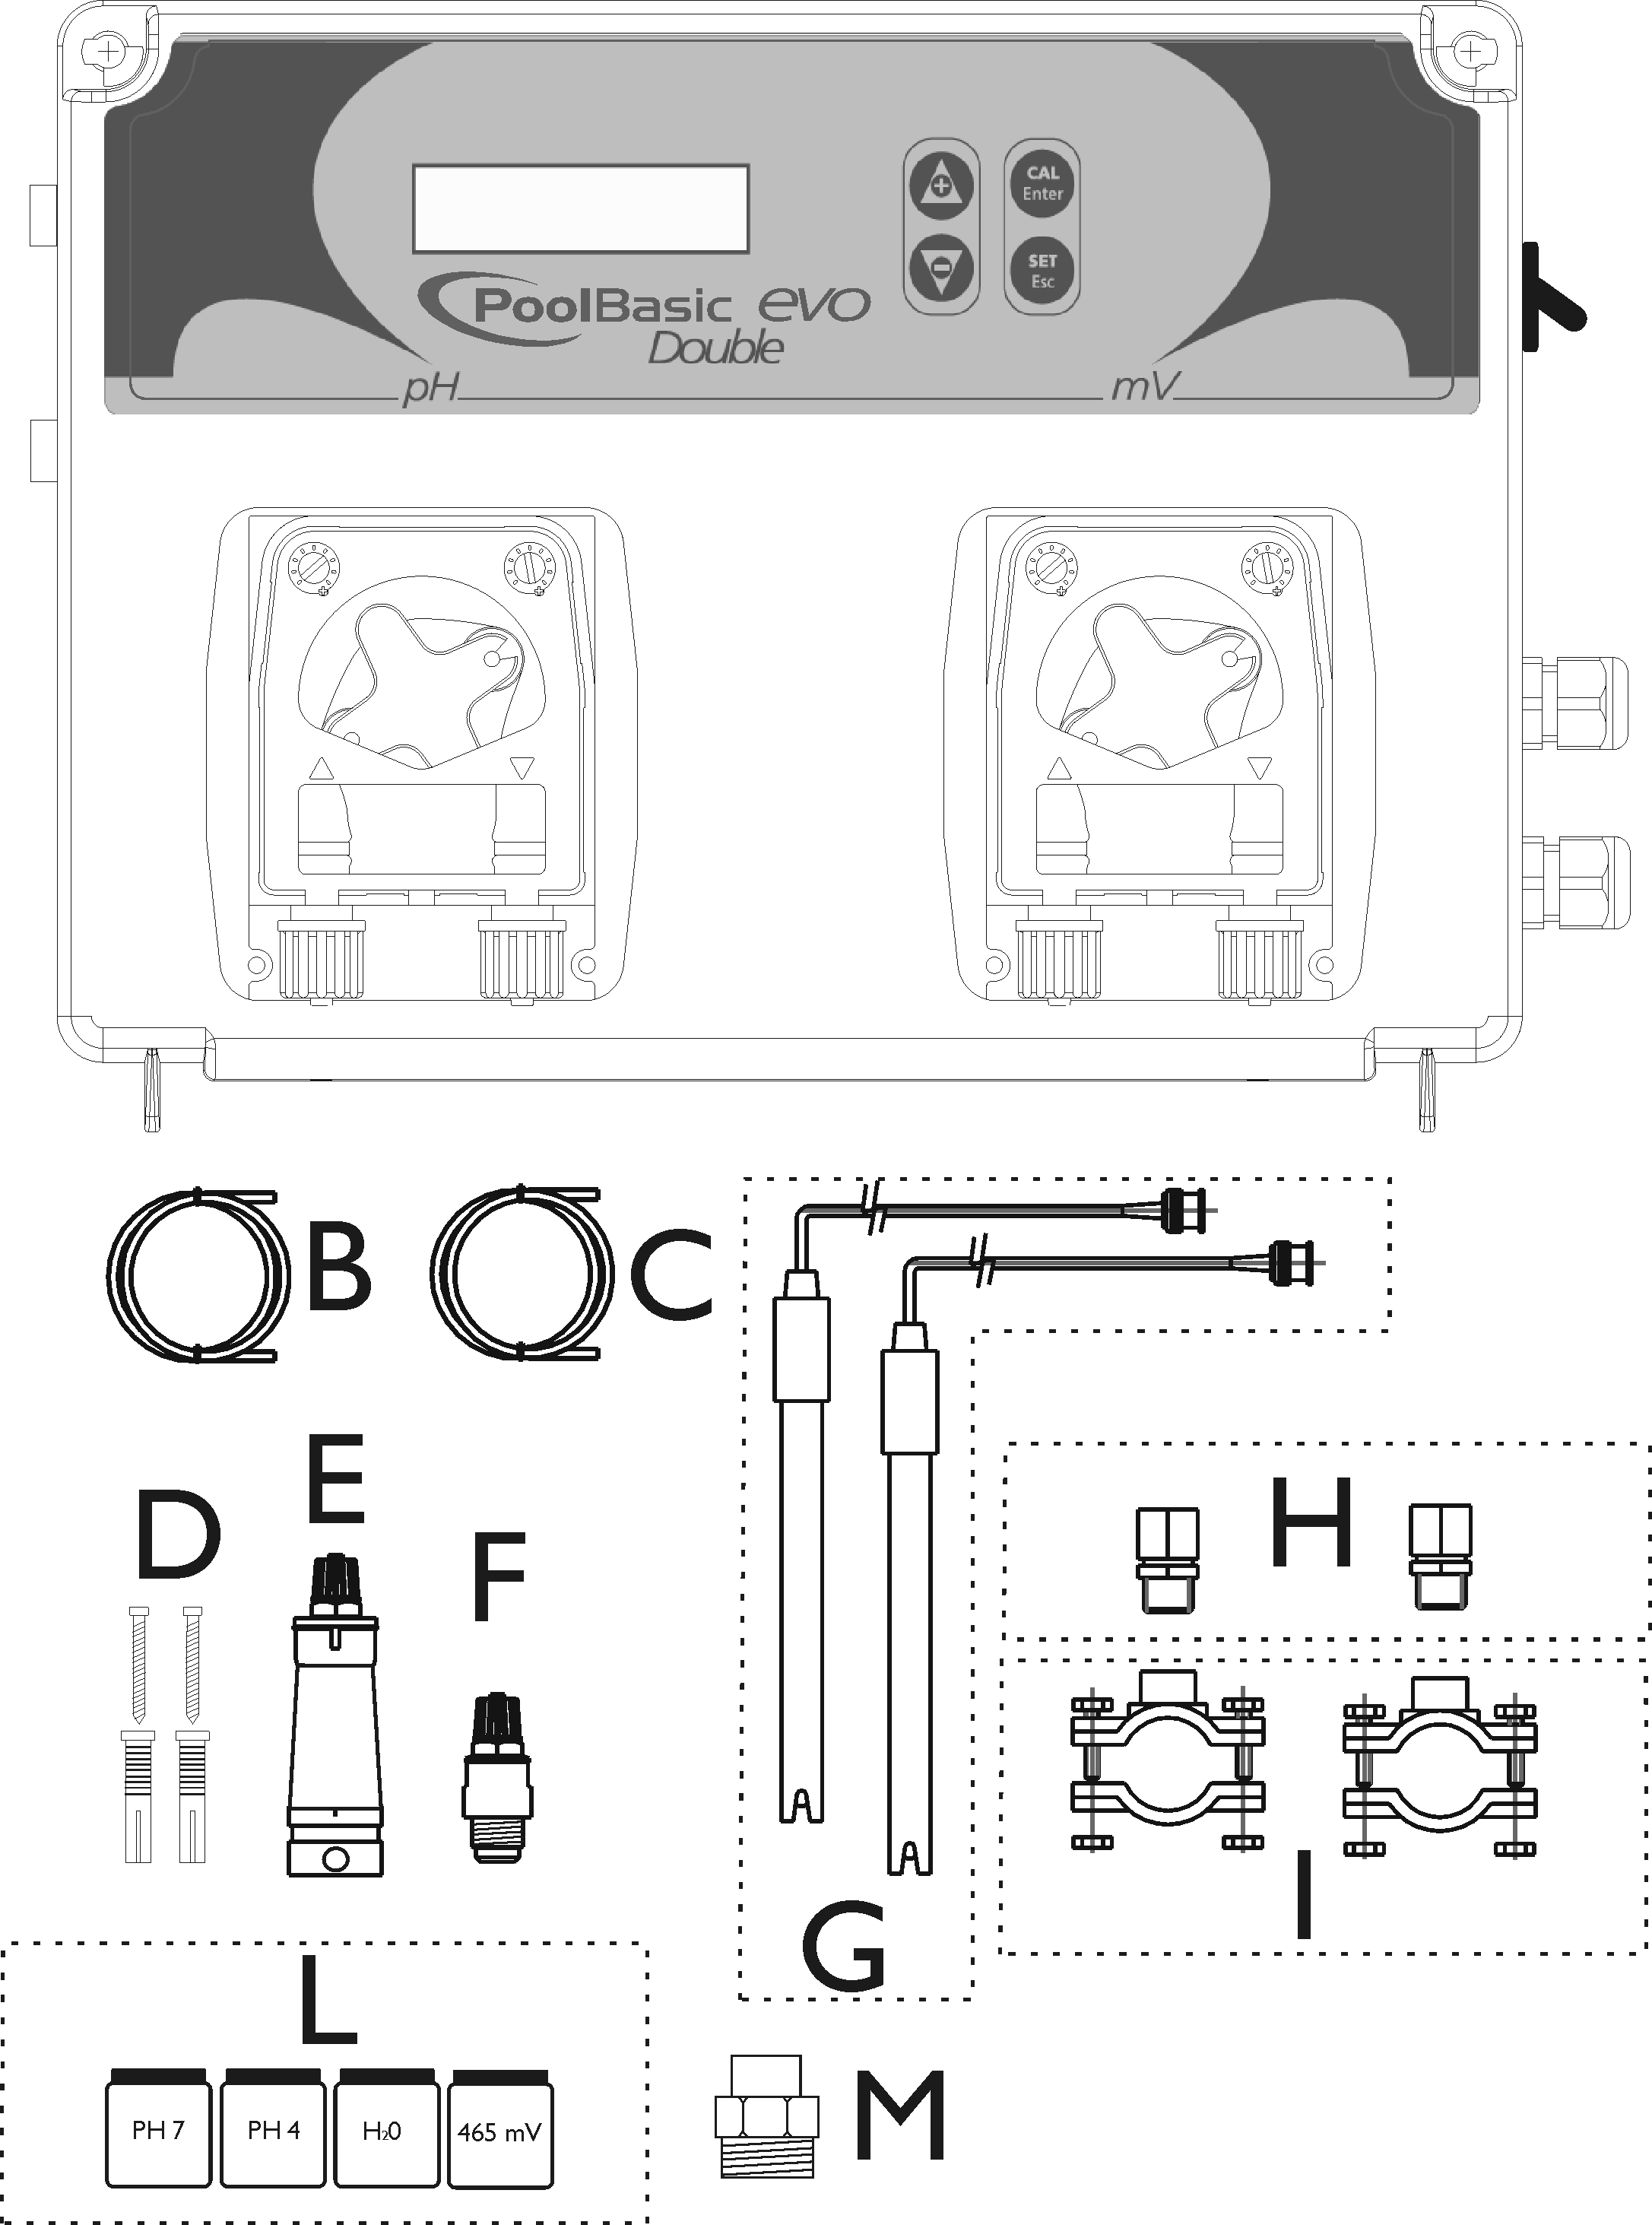 CAL
Enter
SET
Esc
PoolBasic evo
Double
pH
mV
B
C
E
D
F
H
I
G
L
PH 7
PH 4
H₂0
465 mV
M